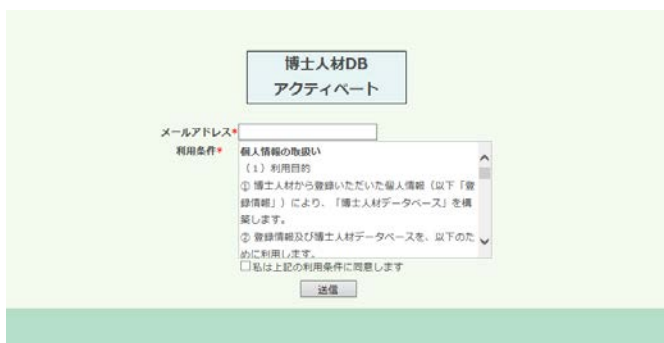 博士人材DB
アクティベート
メールアドレス*
利用条件*
個人情報の取扱い
(1)利用目的
① 博士人材から登録いただいた個人情報(以下「登
録情報」)により、「博士人材データベース」を構
築します。
② 登録情報及び博士人材データベースを、以下のた
めに利用します。
私は上記の利用条件に同意します
送信